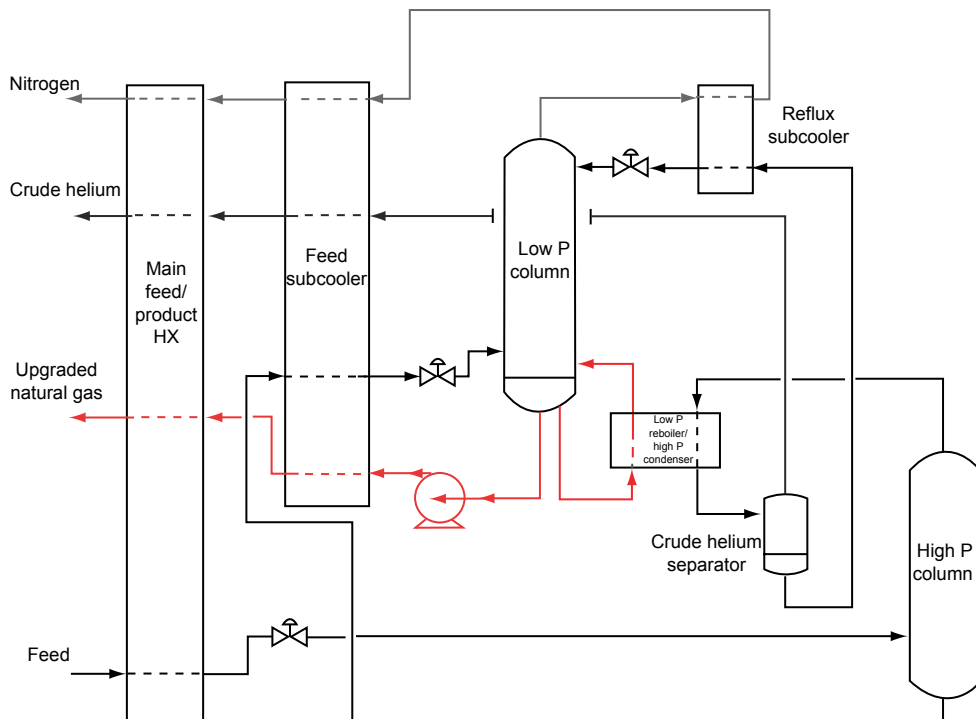 Nitrogen
Reflux
subcooler
Crude helium
Main
feed/
product
HX
Feed
subcooler
Low P
column
Upgraded
natural gas
Low P
reboiler/
high P
condenser
Crude helium
separator
High P
column
Feed